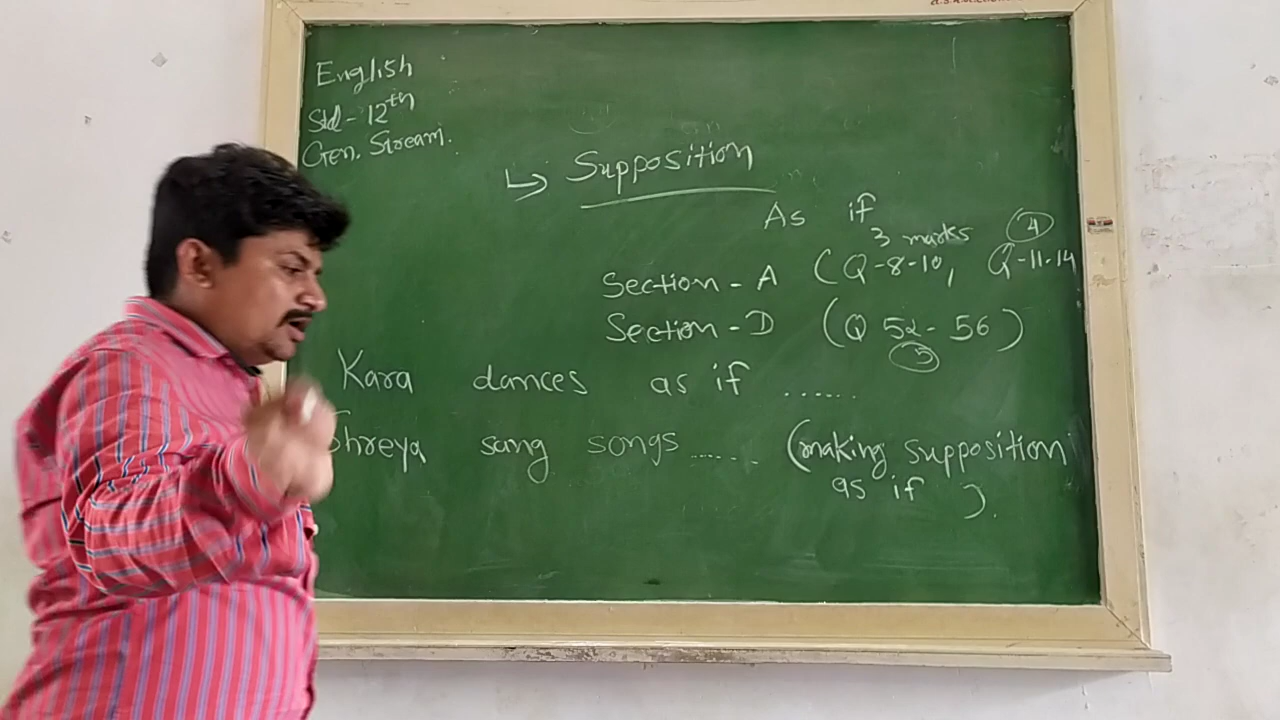 English
Std - 12th
Gen. Stream.
↳ Supposition
As if
3 marks 4
Section - A (Q-8-10, Q-11-14
Section - D (Q 52 - 56)
5
Kara dances as if ......
Shreya sang songs ...... (making supposition
as if ).